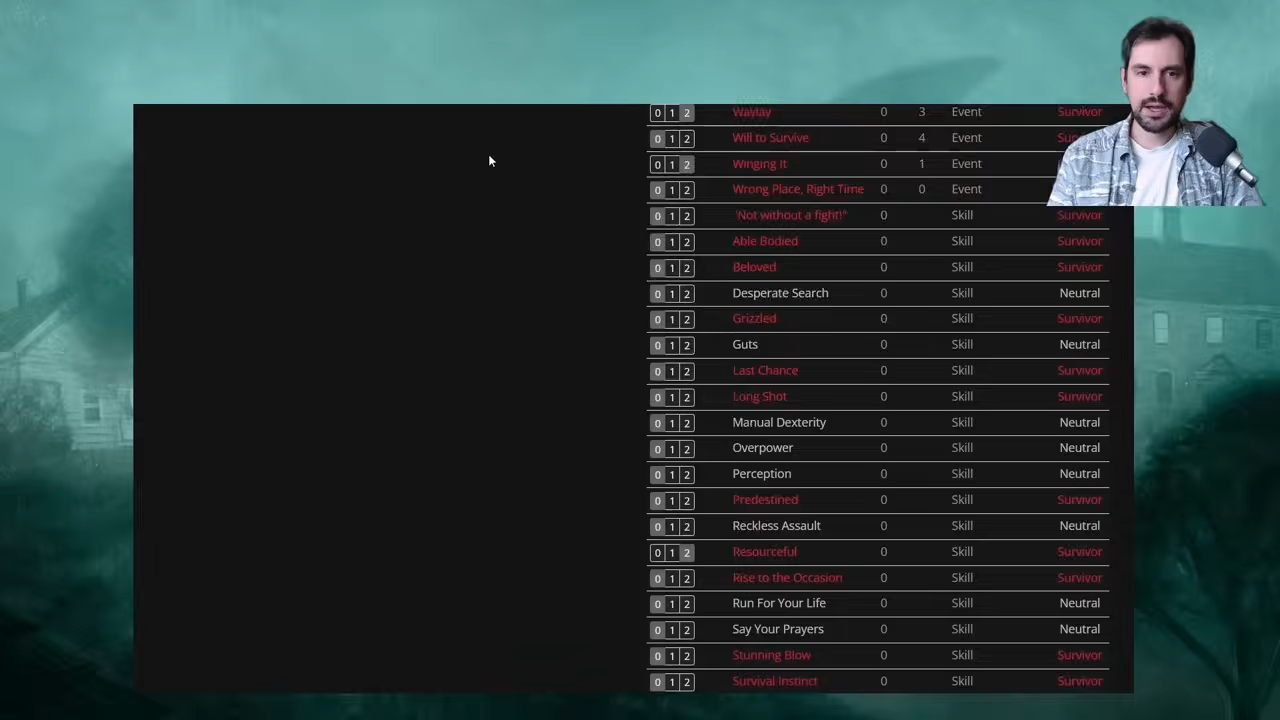 0 1 2 Waylay 0 3 Event Survivor
0 1 2 Will to Survive 0 4 Event
0 1 2 Winging It 0 1 Event
0 1 2 Wrong Place, Right Time 0 0 Event
0 1 2 'Not without a fight!" 0 Skill Survivor
0 1 2 Able Bodied 0 Skill Survivor
0 1 2 Beloved 0 Skill Survivor
0 1 2 Desperate Search 0 Skill Neutral
0 1 2 Grizzled 0 Skill Survivor
0 1 2 Guts 0 Skill Neutral
0 1 2 Last Chance 0 Skill Survivor
0 1 2 Long Shot 0 Skill Survivor
0 1 2 Manual Dexterity 0 Skill Neutral
0 1 2 Overpower 0 Skill Neutral
0 1 2 Perception 0 Skill Neutral
0 1 2 Predestined 0 Skill Survivor
0 1 2 Reckless Assault 0 Skill Neutral
0 1 2 Resourceful 0 Skill Survivor
0 1 2 Rise to the Occasion 0 Skill Survivor
0 1 2 Run For Your Life 0 Skill Neutral
0 1 2 Say Your Prayers 0 Skill Neutral
0 1 2 Stunning Blow 0 Skill Survivor
0 1 2 Survival Instinct 0 Skill Survivor